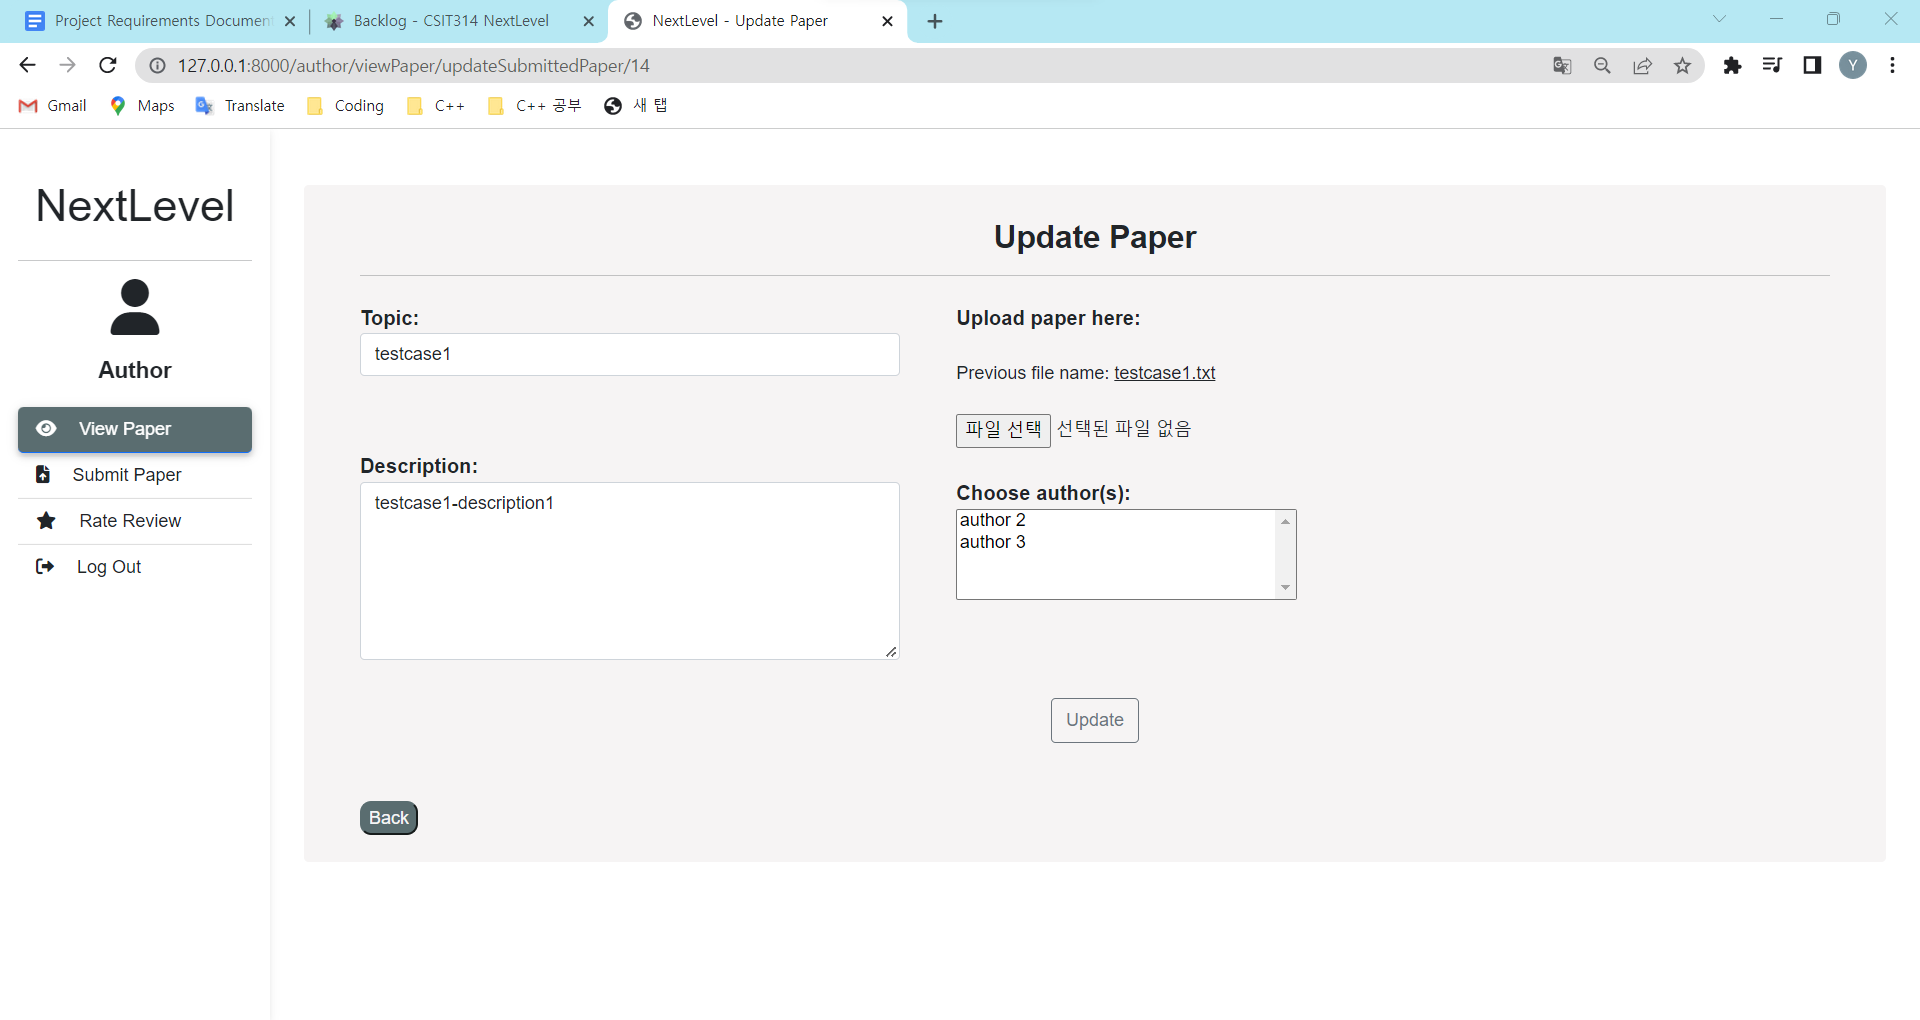 Project Requirements Documen
Backlog - CSIT314 NextLevel
NextLevel - Update Paper
127.0.0.1:8000/author/viewPaper/updateSubmittedPaper/14
Y
Gmail
Maps
Translate
Coding
C++
C++ 공부
새 탭
NextLevel
Author
View Paper
Submit Paper
Rate Review
Log Out
Update Paper
Topic:
testcase1
Description:
testcase1-description1
Upload paper here:
Previous file name: testcase1.txt
파일 선택 선택된 파일 없음
Choose author(s):
author 2
author 3
Update
Back